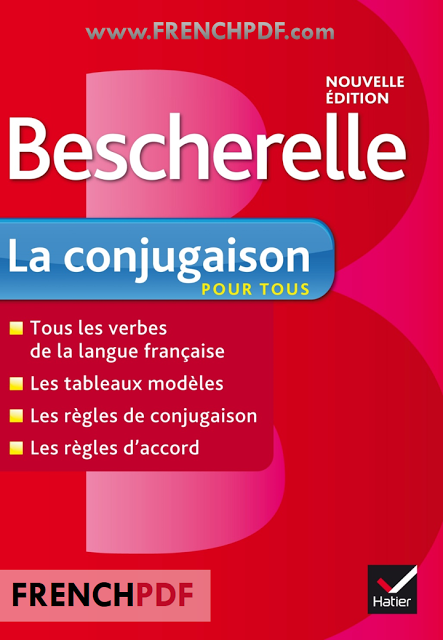 www.FRENCHPDF.com
NOUVELLE
ÉDITION
Bescherelle
La conjugaison
POUR TOUS
Tous les verbes
de la langue française
Les tableaux modèles
Les règles de conjugaison
Les règles d'accord
FRENCHPDF
Hatier